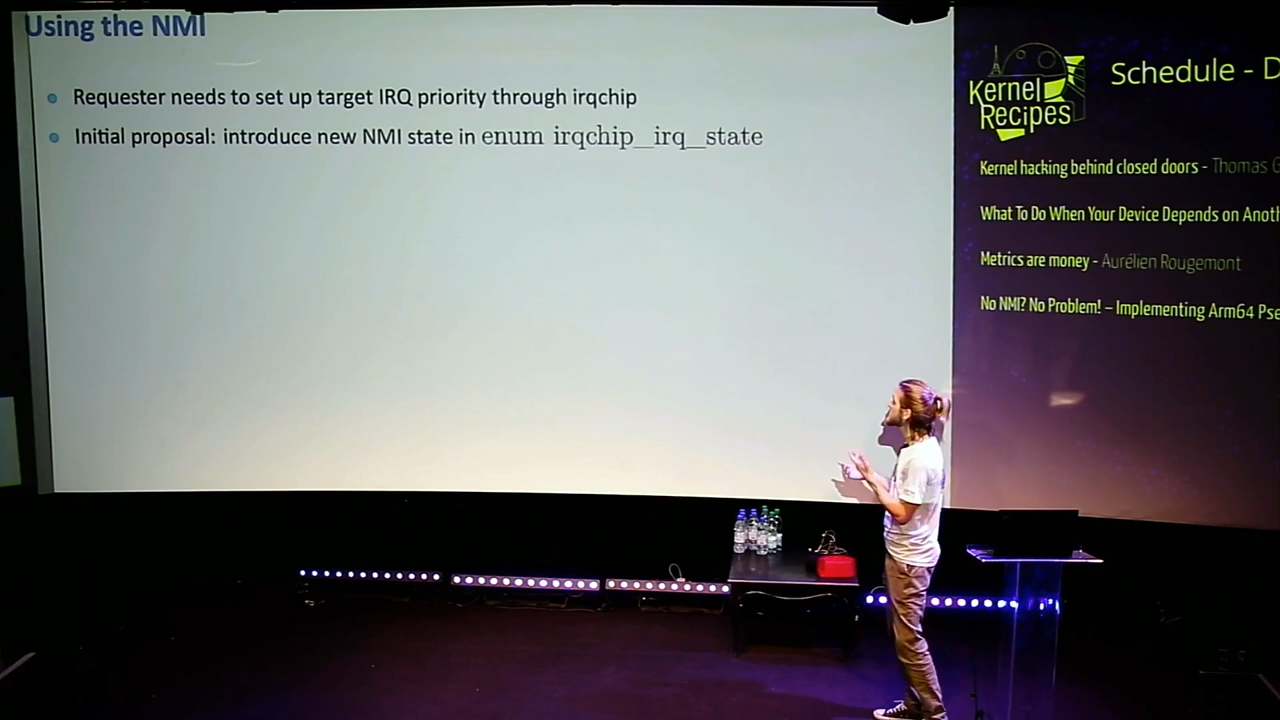 Using the NMI
Requester needs to set up target IRQ priority through irqchip
Initial proposal: introduce new NMI state in enum irqchip_irq_state
Kernel
Recipes
Schedule - D
Kernel hacking behind closed doors - Thomas G
What To Do When Your Device Depends on Anoth
Metrics are money - Aurélien Rougemont
No NMI? No Problem! – Implementing Arm64 Pse